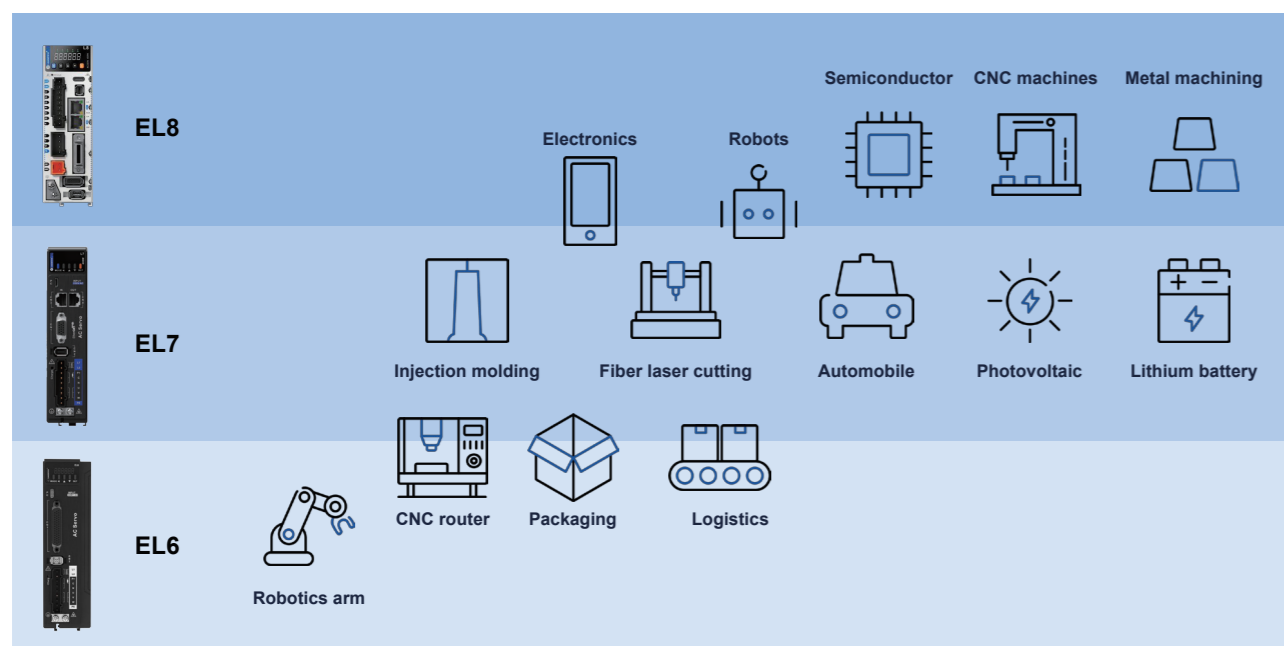 Semiconductor CNC machines Metal machining
EL8
Electronics Robots
EL7
Injection molding Fiber laser cutting Automobile Photovoltaic Lithium battery
CNC router Packaging Logistics
EL6
Robotics arm